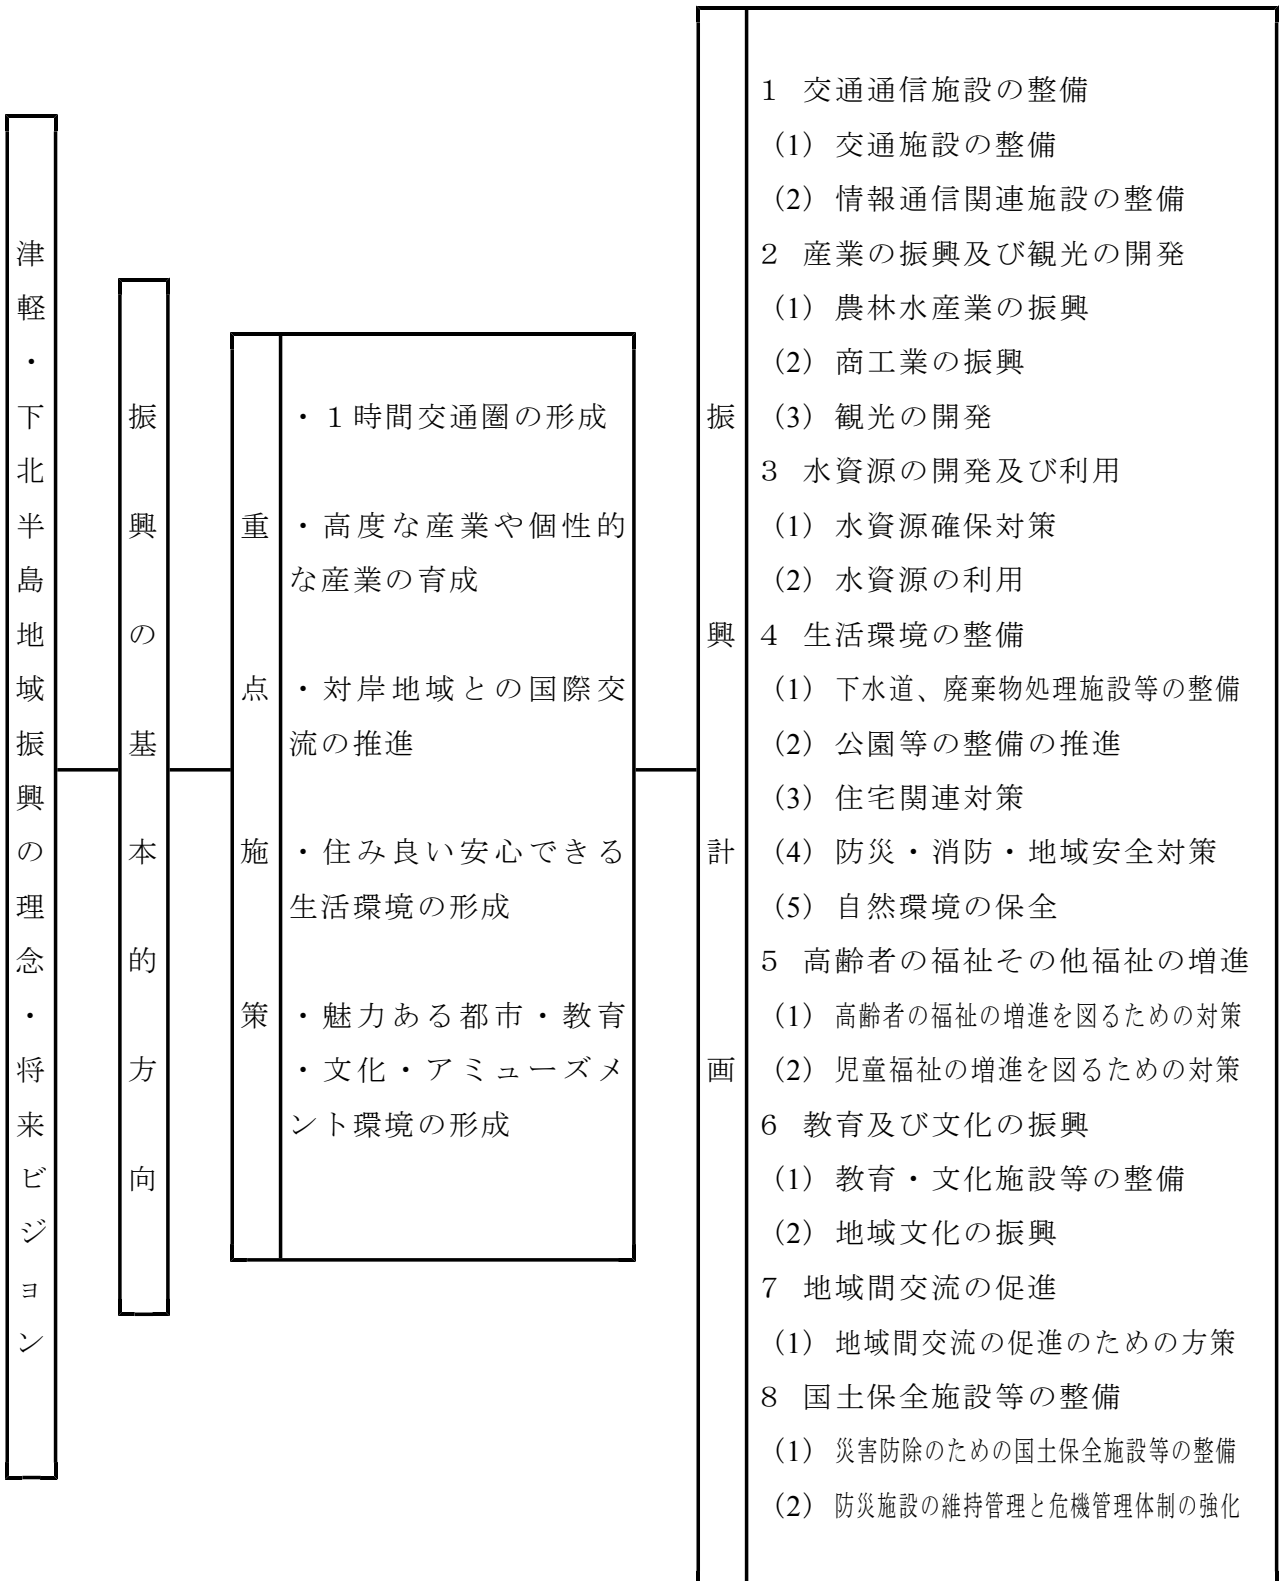 津軽・下北半島地域振興の理念・将来ビジョン
振興の基本的方向
重点施策
・１時間交通圏の形成
・高度な産業や個性的
な産業の育成
・対岸地域との国際交
流の推進
・住み良い安心できる
生活環境の形成
・魅力ある都市・教育
・文化・アミューズメ
ント環境の形成
振興計画
１ 交通通信施設の整備
(1) 交通施設の整備
(2) 情報通信関連施設の整備
２ 産業の振興及び観光の開発
(1) 農林水産業の振興
(2) 商工業の振興
(3) 観光の開発
３ 水資源の開発及び利用
(1) 水資源確保対策
(2) 水資源の利用
４ 生活環境の整備
(1) 下水道、廃棄物処理施設等の整備
(2) 公園等の整備の推進
(3) 住宅関連対策
(4) 防災・消防・地域安全対策
(5) 自然環境の保全
５ 高齢者の福祉その他福祉の増進
(1) 高齢者の福祉の増進を図るための対策
(2) 児童福祉の増進を図るための対策
６ 教育及び文化の振興
(1) 教育・文化施設等の整備
(2) 地域文化の振興
７ 地域間交流の促進
(1) 地域間交流の促進のための方策
８ 国土保全施設等の整備
(1) 災害防除のための国土保全施設等の整備
(2) 防災施設の維持管理と危機管理体制の強化